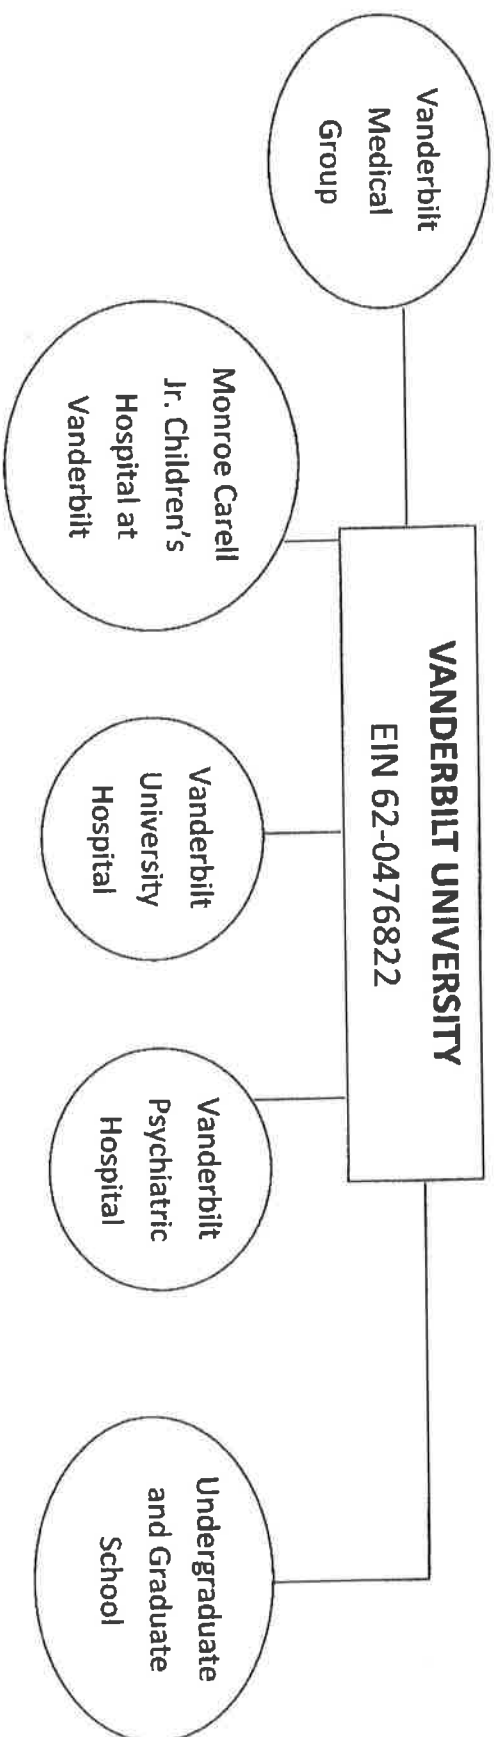 VANDERBILT UNIVERSITY
EIN 62-0476822
Vanderbilt
Medical
Group
Monroe Carell
Jr. Children's
Hospital at
Vanderbilt
Vanderbilt
University
Hospital
Vanderbilt
Psychiatric
Hospital
Undergraduate
and Graduate
School